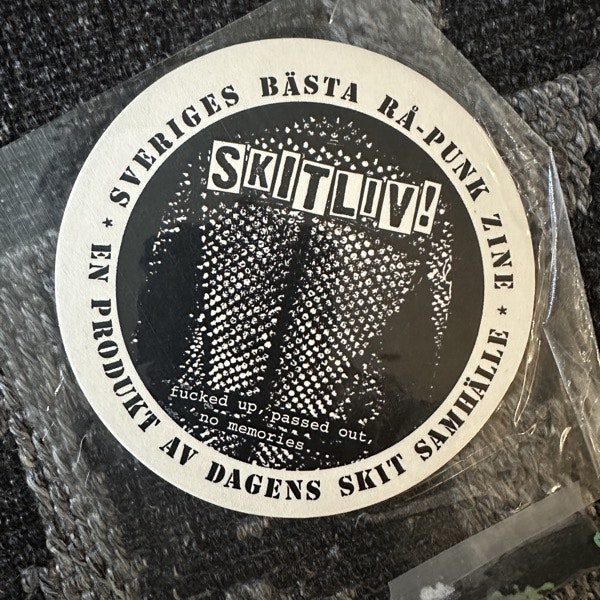 * SVERIGES BÄSTA RÅ-PUNK ZINE *
EN PRODUKT AV DAGENS SKIT SAMHÄLLE
SKITLIV!
fucked up, passed out,
no memories